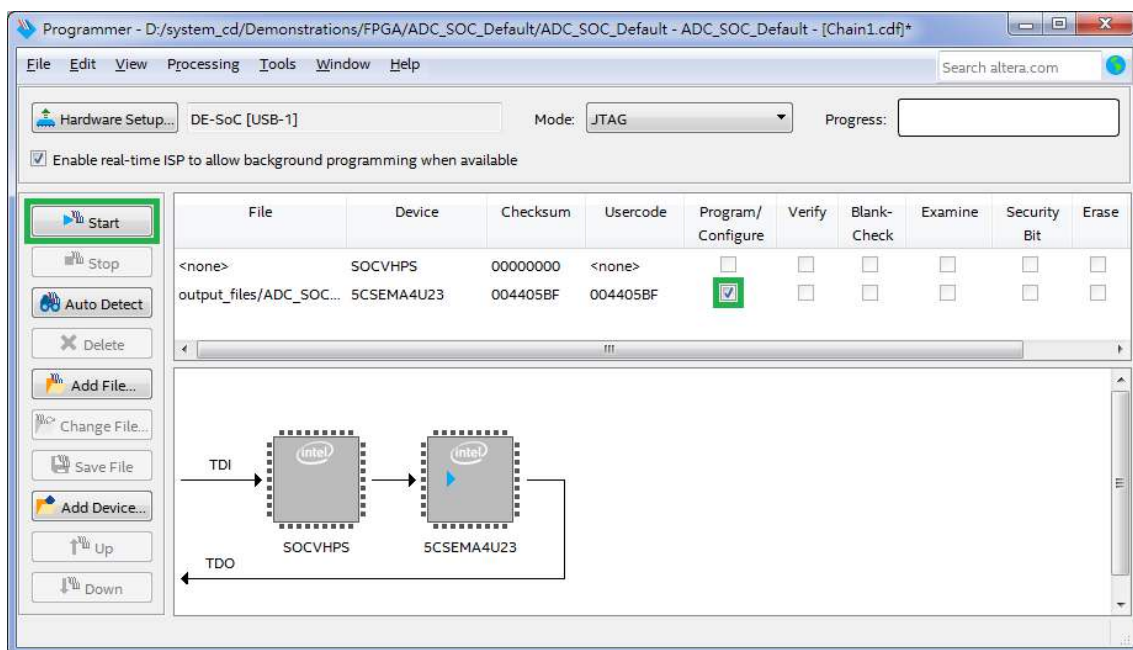 Programmer - D:/system_cd/Demonstrations/FPGA/ADC_SOC_Default/ADC_SOC_Default - ADC_SOC_Default - [Chain1.cdf]*
File Edit View Processing Tools Window Help Search altera.com
Hardware Setup... DE-SoC [USB-1] Mode: JTAG Progress:
Enable real-time ISP to allow background programming when available
Start
Stop
Auto Detect
Delete
Add File...
Change File...
Save File
Add Device...
Up
Down
File Device Checksum Usercode Program/ Verify Blank- Examine Security Erase
Configure Check Bit
<none> SOCVHPS 00000000 <none>
output_files/ADC_SOC... 5CSEMA4U23 004405BF 004405BF
intel intel
TDI
SOCVHPS 5CSEMA4U23
TDO